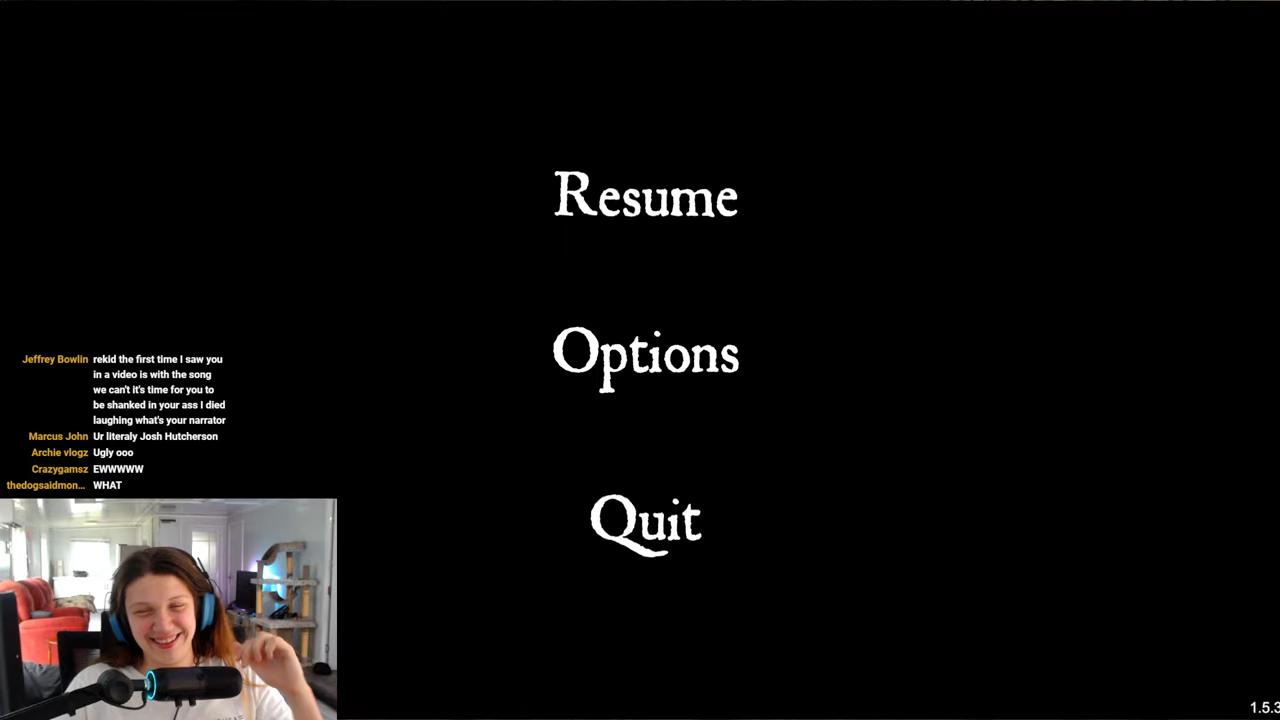 Resume
Options
Quit
Jeffrey Bowlin rekid the first time I saw you
in a video is with the song
we can't it's time for you to
be shanked in your ass I died
laughing what's your narrator
Marcus John Ur literaly Josh Hutcherson
Archie vlogz Ugly ooo
Crazygamsz EWWWWW
thedogsaidmon... WHAT
1.5.3